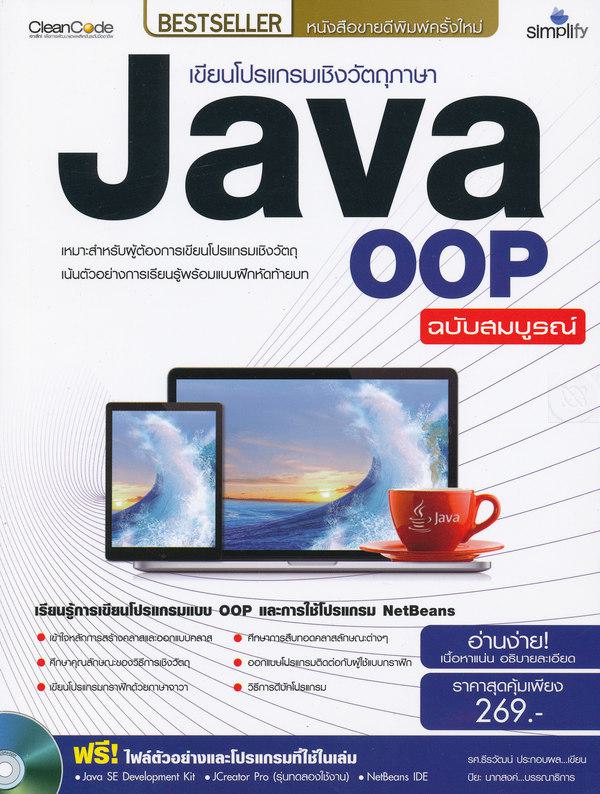 CleanCode
BESTSELLER
หนังสือขายดีพิมพ์ครั้งใหม่
simplify
เขียนโปรแกรมเชิงวัตถุภาษา
Java
OOP
เหมาะสำหรับผู้ต้องการเขียนโปรแกรมเชิงวัตถุ
เน้นตัวอย่างการเรียนรู้พร้อมแบบฝึกหัดท้ายบท
ฉบับสมบูรณ์
Java
เรียนรู้การเขียนโปรแกรมแบบ OOP และการใช้โปรแกรม NetBeans
• เข้าใจหลักการสร้างคลาสและออกแบบคลาส
• ศึกษาคุณลักษณะของวิธีการเชิงวัตถุ
• เขียนโปรแกรมกราฟิกด้วยภาษาจาวา
• ศึกษาการสืบทอดคลาสลักษณะต่างๆ
• ออกแบบโปรแกรมติดต่อกับผู้ใช้แบบกราฟิก
• วิธีการดีบักโปรแกรม
อ่านง่าย!
เนื้อหาแน่น อธิบายละเอียด
ราคาสุดคุ้มเพียง
269.-
ฟรี! ไฟล์ตัวอย่างและโปรแกรมที่ใช้ในเล่ม
• Java SE Development Kit • JCreator Pro (รุ่นทดลองใช้งาน) • NetBeans IDE
รศ.ธีรวัฒน์ ประกอบผล...เขียน
ปิยะ นากสงค์...บรรณาธิการ